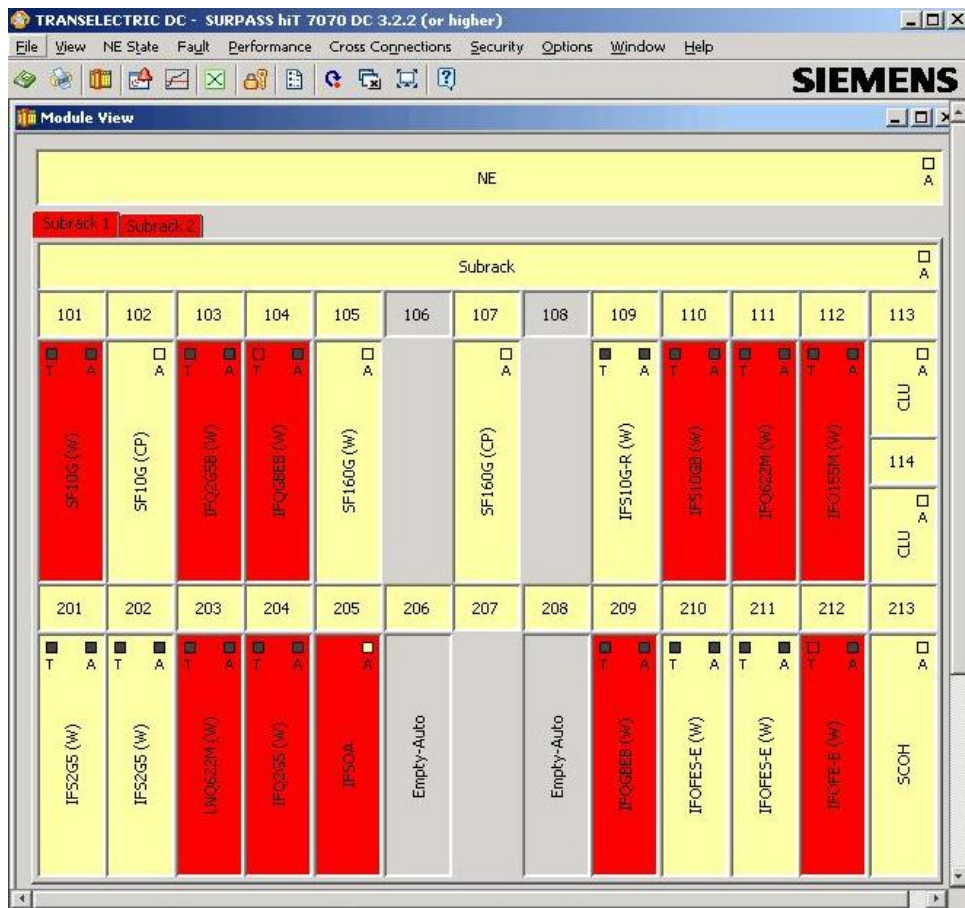 TRANSELECTRIC DC - SURPASS hiT 7070 DC 3.2.2 (or higher)
File View NE State Fault Performance Cross Connections Security Options Window Help
SIEMENS
Module View
NE
A
Subrack 1 Subrack 2
Subrack
A
101 102 103 104 105 106 107 108 109 110 111 112 113
T A A T A T A A A T A T A T A T A A
SF10G (W) SF10G (CP) IFQ2G5B (W) IFQGBEB (W) SF160G (W) SF160G (CP) IFS10G-R (W) IFS10GB (W) IFQ622M (W) IFO155M (W) CLU
114
A
CLU
201 202 203 204 205 206 207 208 209 210 211 212 213
T A T A T A T A A T A T A T A T A A
IFS2G5 (W) IFS2G5 (W) LNQ622M (W) IFQ2G5 (W) IFSOA Empty-Auto Empty-Auto IFQGBEB (W) IFOFES-E (W) IFOFES-E (W) IFOFE-E (W) SCOH